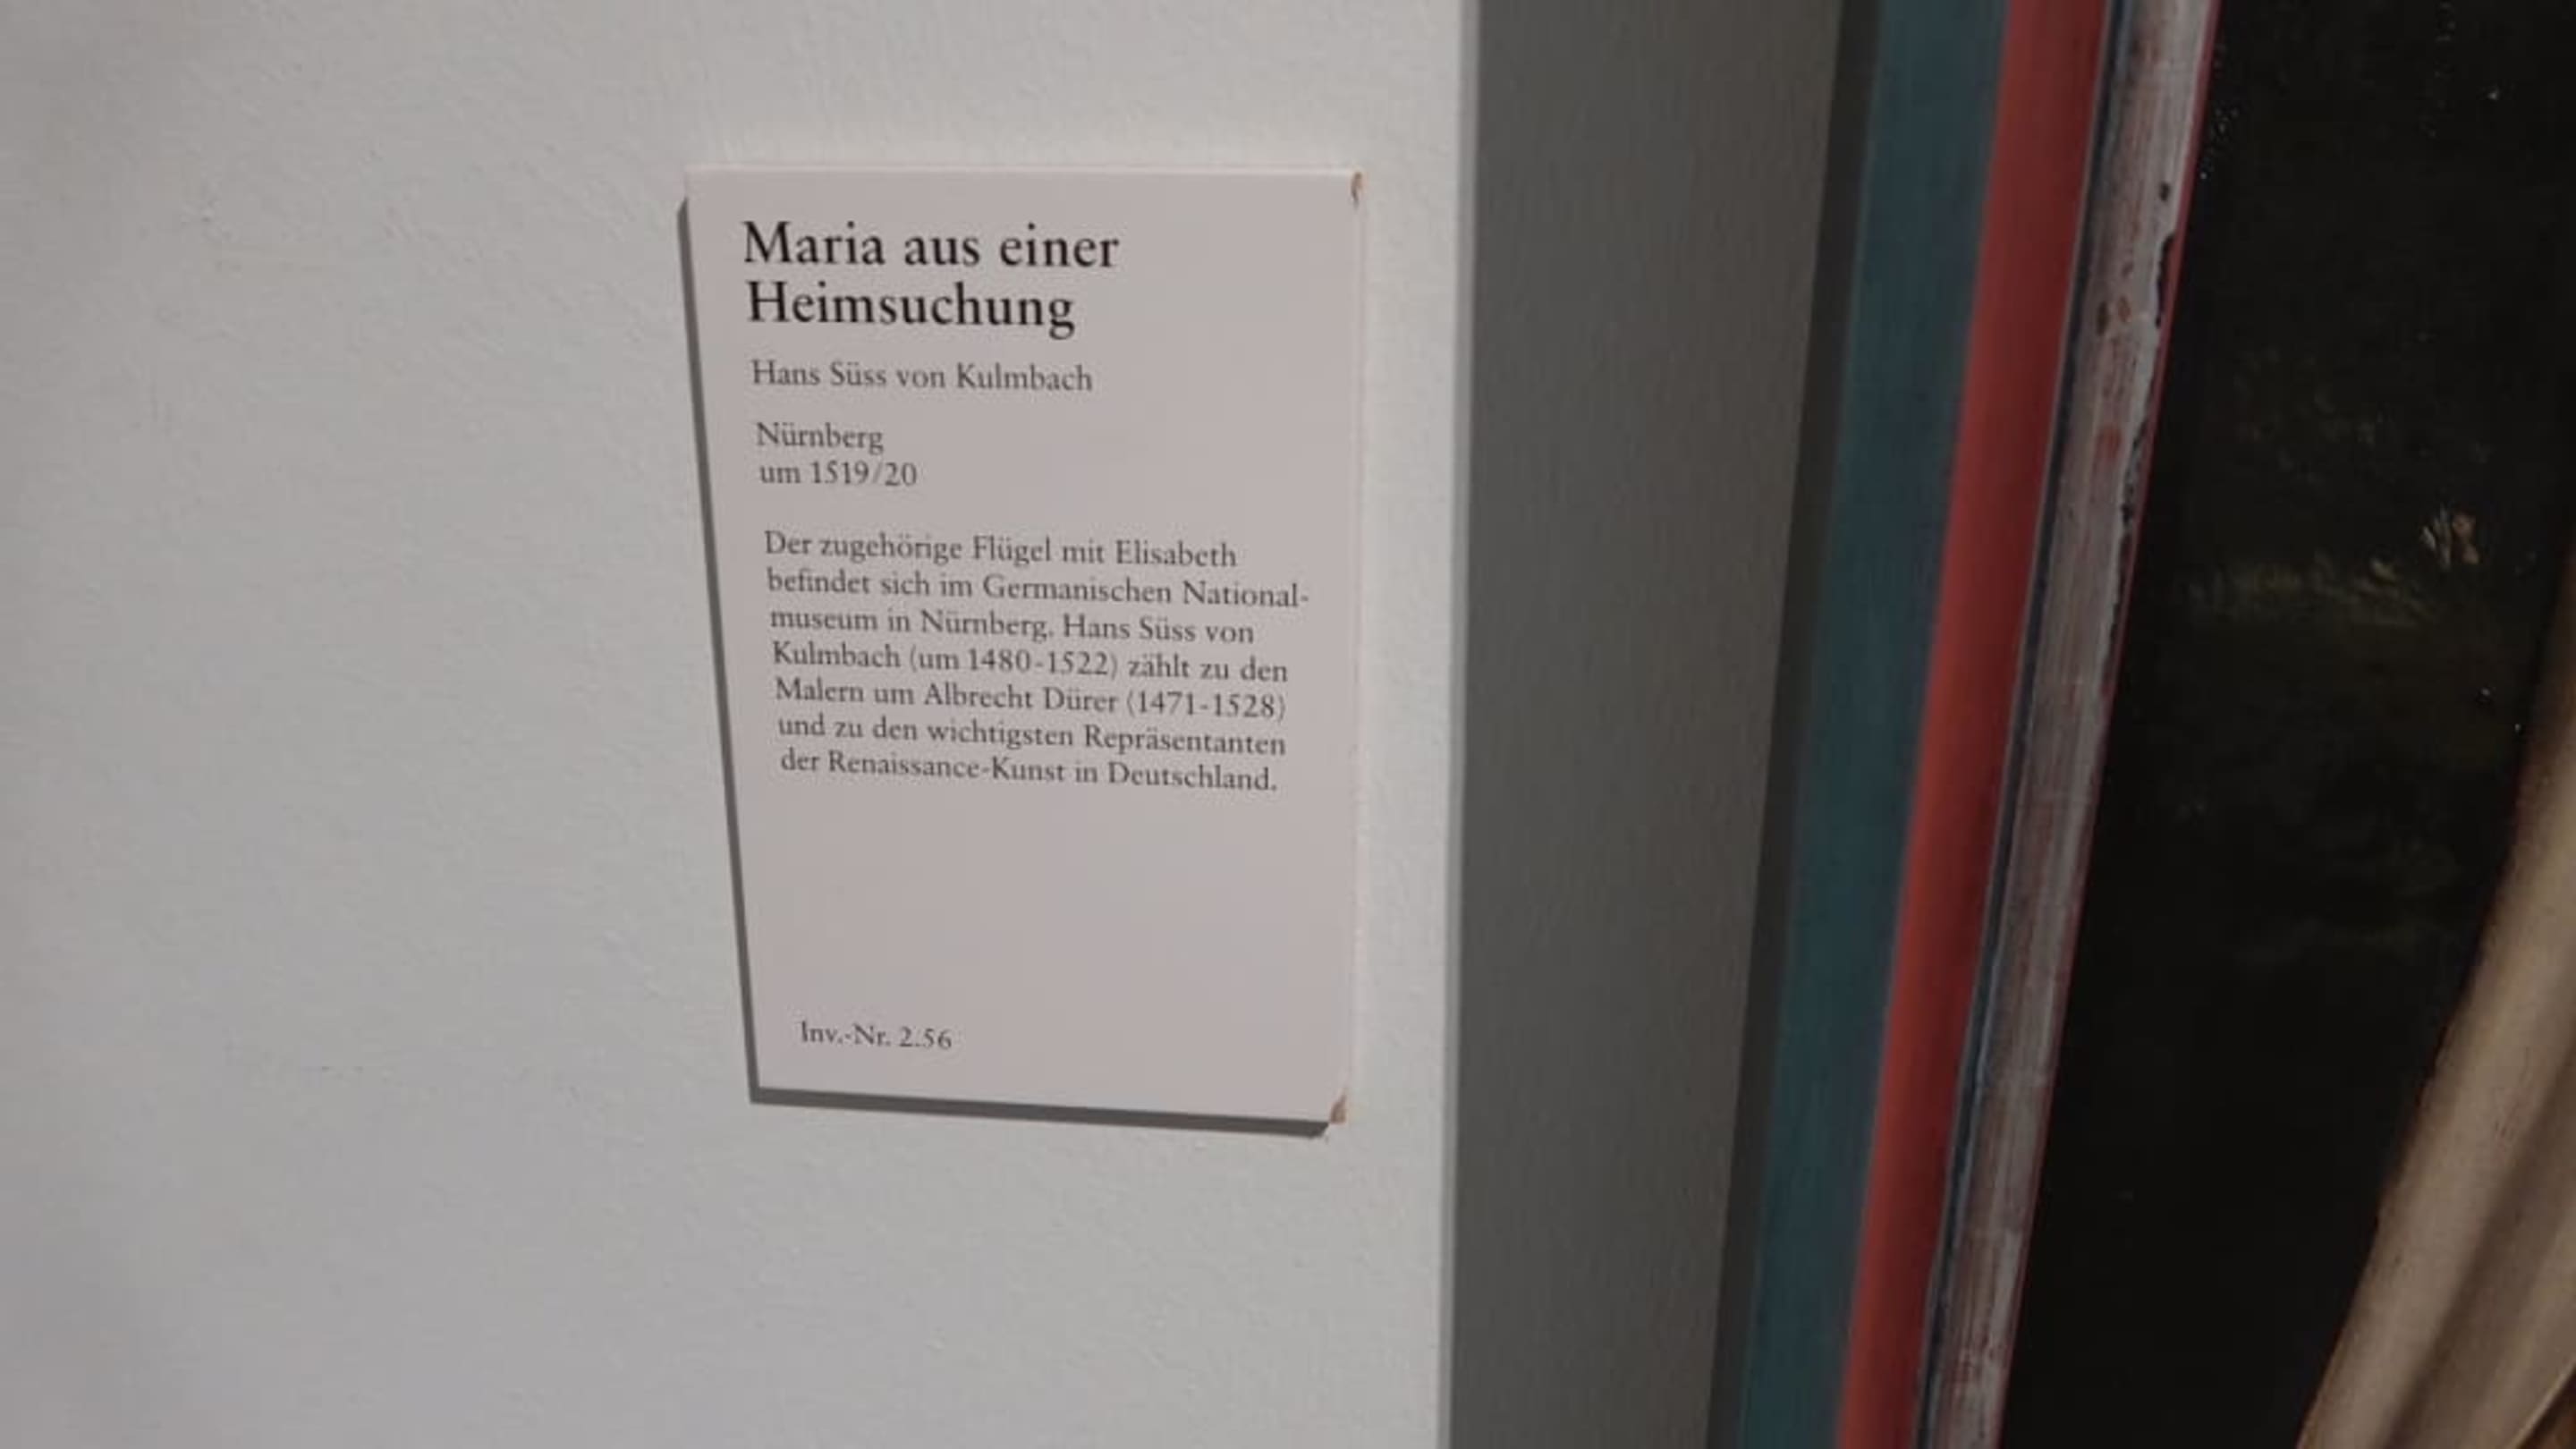 Maria aus einer
Heimsuchung
Hans Süss von Kulmbach
Nürnberg
um 1519/20
Der zugehörige Flügel mit Elisabeth
befindet sich im Germanischen National-
museum in Nürnberg. Hans Süss von
Kulmbach (um 1480-1522) zählt zu den
Malern um Albrecht Dürer (1471-1528)
und zu den wichtigsten Repräsentanten
der Renaissance-Kunst in Deutschland.
Inv.-Nr. 2.56